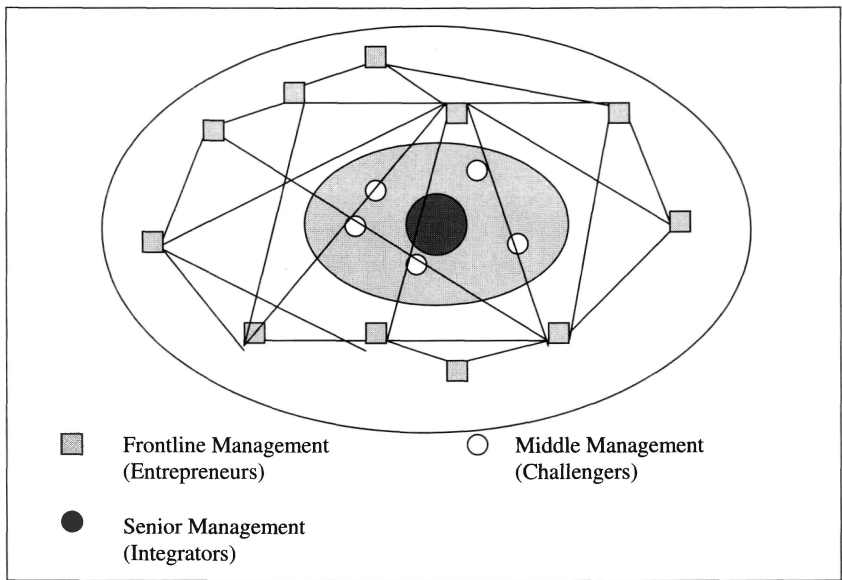 Frontline Management
(Entrepreneurs)
Middle Management
(Challengers)
Senior Management
(Integrators)